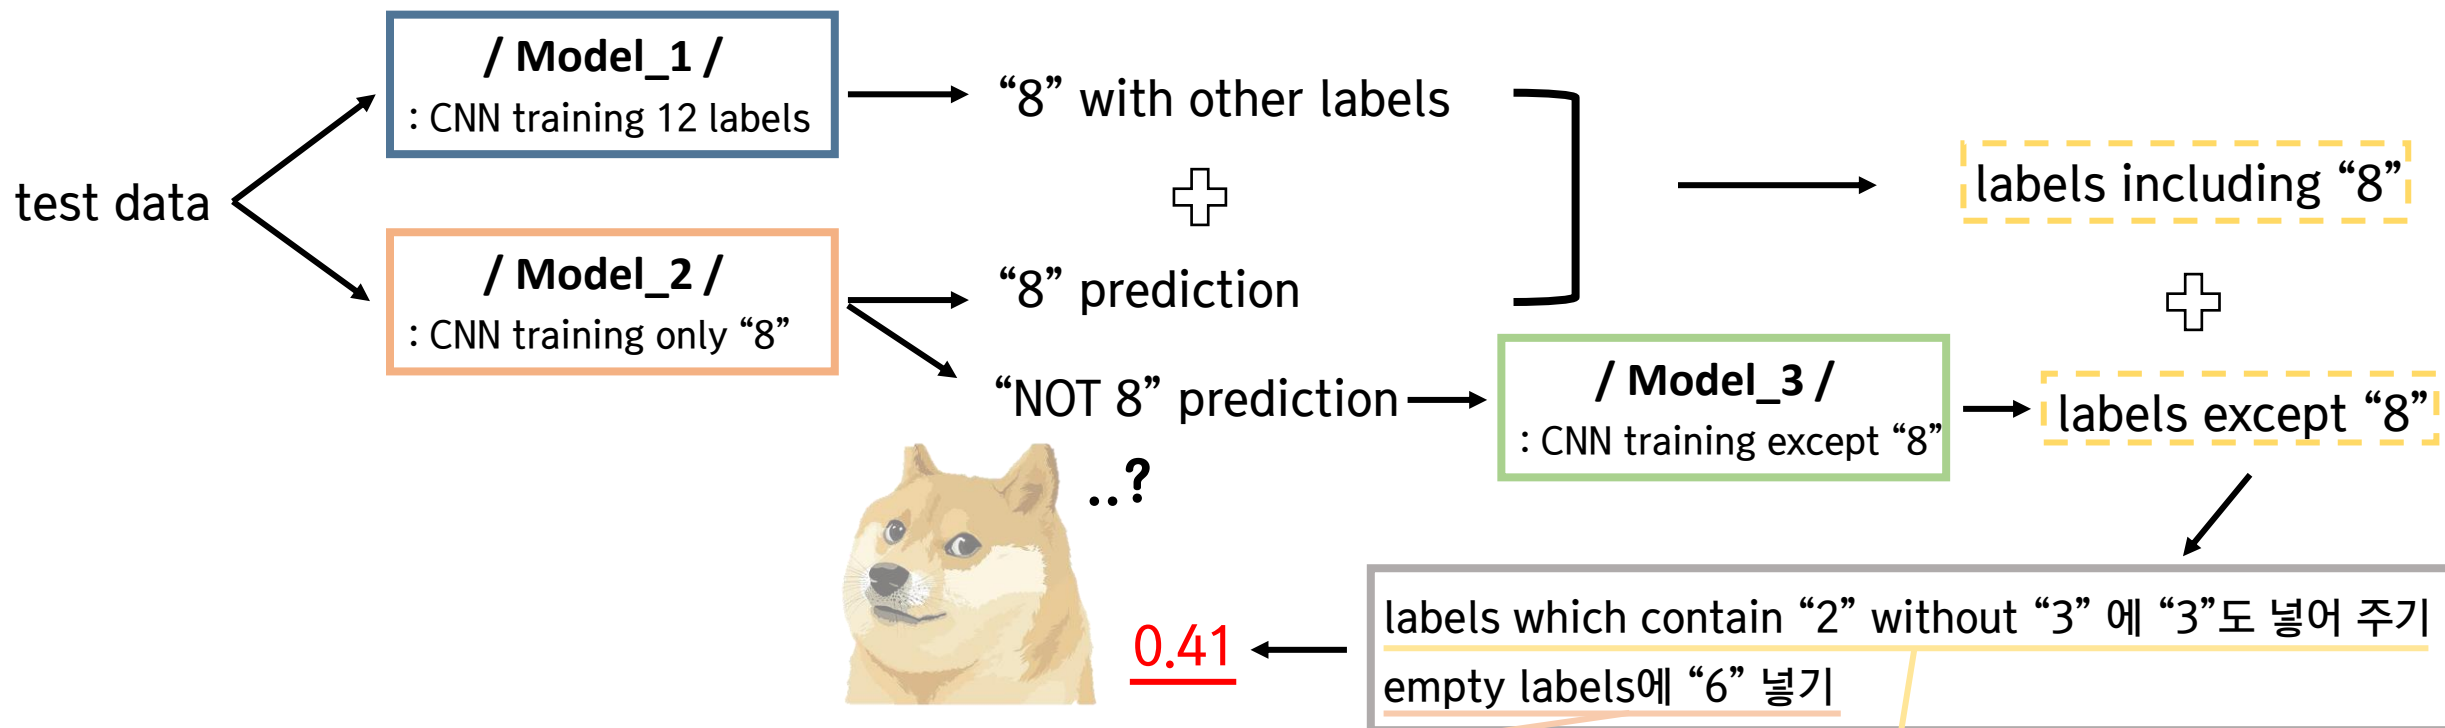 / Model_1 /
: CNN training 12 labels
“8” with other labels
labels including “8”
test data
/ Model_2 /
: CNN training only “8”
“8” prediction
“NOT 8” prediction
/ Model_3 /
: CNN training except “8”
labels except “8”
..?
labels which contain “2” without “3” 에 “3”도 넣어 주기
empty labels에 “6” 넣기
0.41